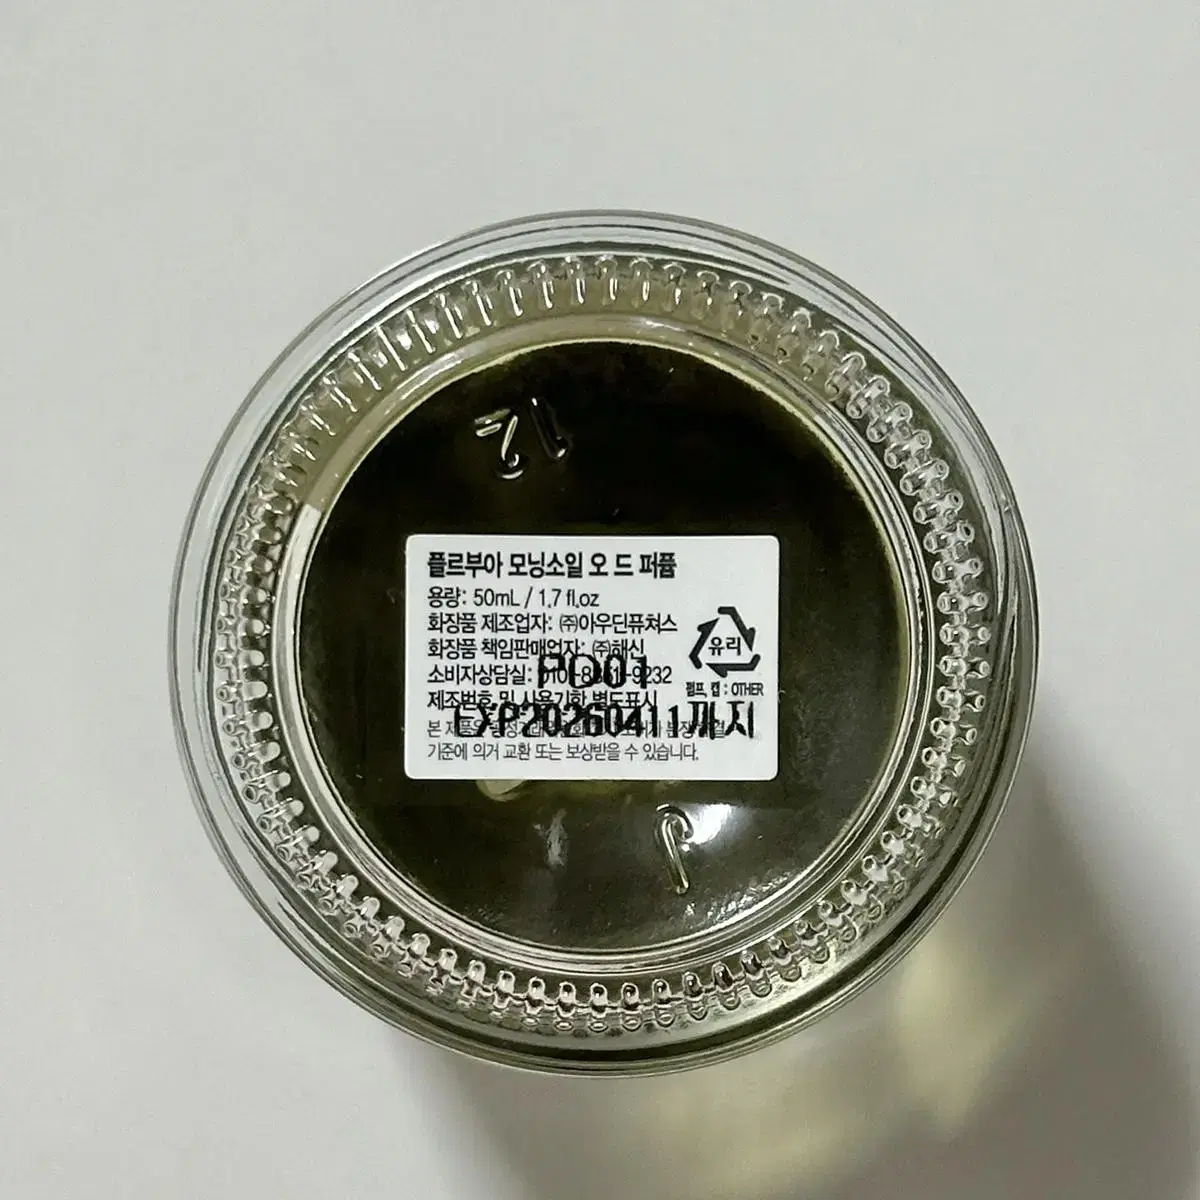 플르부아 모닝소일 오 드 퍼퓸
용량: 50mL / 1.7 fl.oz
화장품 제조업자: ㈜아우딘퓨쳐스
화장품 책임판매업자: ㈜해신
소비자상담실:
PD01
제조번호 및 사용기한 별도표시
EXP20260411까지
본 제품은
기준에 의거 교환 또는 보상받을 수 있습니다.
유리
펌프, 캡 : OTHER
12